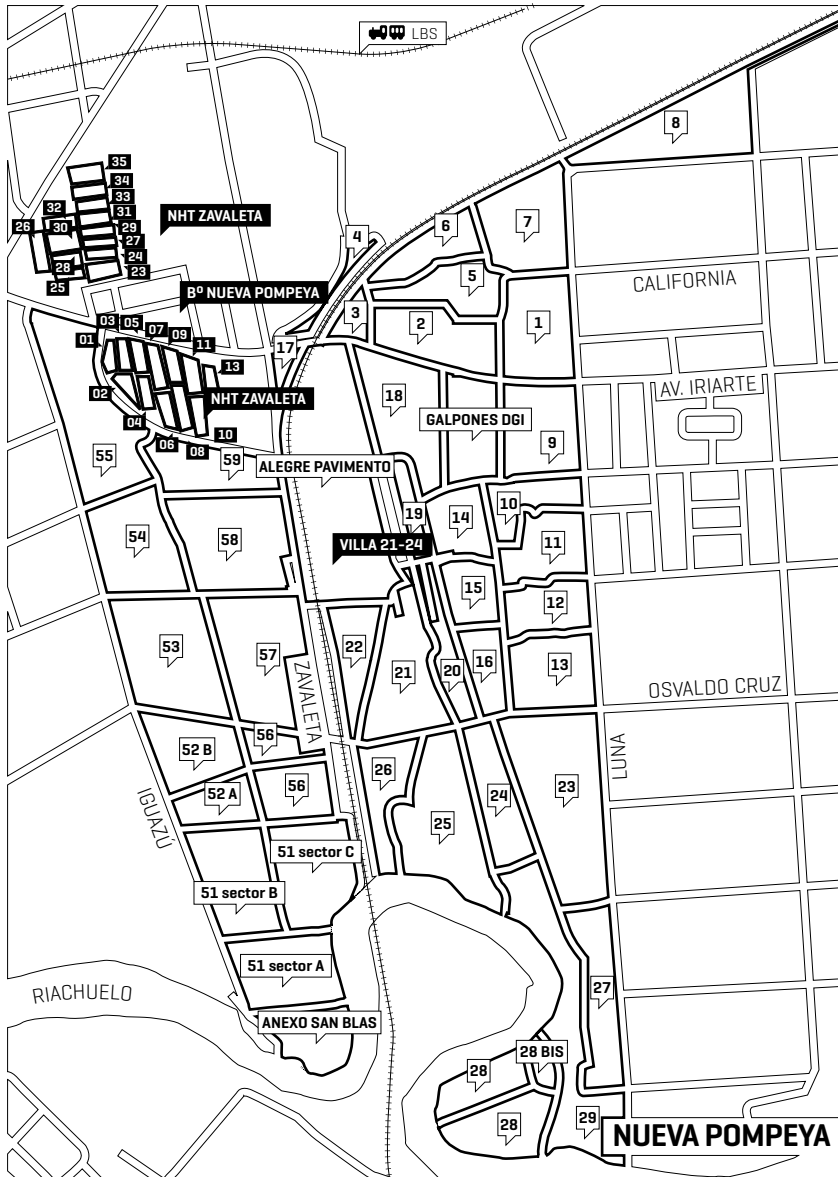 LBS
8
35
34
33
32
31
NHT ZAVALETA
26
30
29
27
24
28
23
25
4
6
7
5
Bº NUEVA POMPEYA
CALIFORNIA
03
05
07
09
11
01
3
2
1
17
13
02
18
AV. IRIARTE
NHT ZAVALETA
04
GALPONES DGI
06
08
10
9
55
59
ALEGRE PAVIMENTO
10
54
58
19
14
11
VILLA 21-24
15
12
53
57
22
21
20
16
13
ZAVALETA
OSVALDO CRUZ
52 B
56
26
LUNA
52 A
56
24
23
IGUAZÚ
25
51 sector C
51 sector B
51 sector A
27
RIACHUELO
ANEXO SAN BLAS
28 BIS
28
28
29
NUEVA POMPEYA